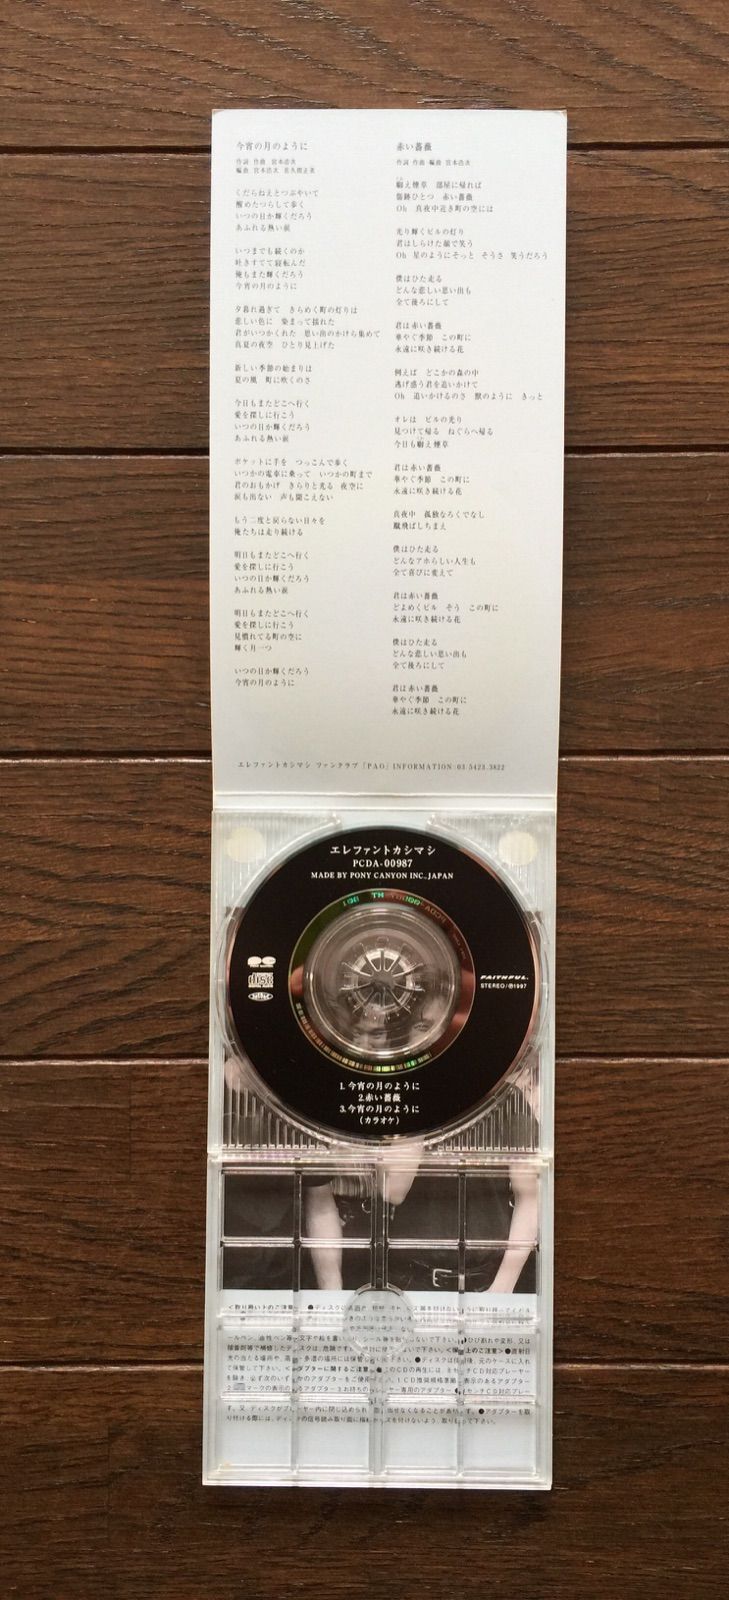 今宵の月のように
作詞 作曲 宮本浩次
編曲 宮本浩次 佐久間正英
くだらねえとつぶやいて
醒めたつらして歩く
いつの日か輝くだろう
あふれる熱い涙
いつまでも続くのか
吐きすてて寝転んだ
俺もまた輝くだろう
今宵の月のように
夕暮れ過ぎて きらめく町の灯りは
悲しい色に 染まって揺れた
君がいつかくれた 思い出のかけら集めて
真夏の夜空 ひとり見上げた
新しい季節の始まりは
夏の風 町に吹くのさ
今日もまたどこへ行く
愛を探しに行こう
いつの日か輝くだろう
あふれる熱い涙
ポケットに手を つっこんで歩く
いつかの電車に乗って いつかの町まで
君のおもかげ きらりと光る 夜空に
涙も出ない 声も聞こえない
もう二度と戻らない日々を
俺たちは走り続ける
明日もまたどこへ行く
愛を探しに行こう
いつの日か輝くだろう
あふれる熱い涙
明日もまたどこへ行く
愛を探しに行こう
見慣れてる町の空に
輝く月一つ
いつの日か輝くだろう
今宵の月のように
赤い薔薇
作詞 作曲 編曲 宮本浩次
啣え煙草 部屋に帰れば
傷跡ひとつ 赤い薔薇
Oh 真夜中近き町の空には
光り輝くビルの灯り
君はしらけた顔で笑う
Oh 星のようにそっと そうさ 笑うだろう
僕はひた走る
どんな悲しい思い出も
全て後ろにして
君は赤い薔薇
華やぐ季節 この町に
永遠に咲き続ける花
例えば どこかの森の中
逃げ惑う君を追いかけて
Oh 追いかけるのさ 獣のように きっと
オレは ビルの光り
見つけて帰る ねぐらへ帰る
今日も啣え煙草
君は赤い薔薇
華やぐ季節 この町に
永遠に咲き続ける花
真夜中 孤独なろくでなし
蹴飛ばしちまえ
僕はひた走る
どんなアホらしい人生も
全て喜びに変えて
君は赤い薔薇
どよめくビル そう この町に
永遠に咲き続ける花
僕はひた走る
どんな悲しい思い出も
全て後ろにして
君は赤い薔薇
華やぐ季節 この町に
永遠に咲き続ける花
エレファントカシマシ ファンクラブ「PAO」INFORMATION:03.5423.3822
エレファントカシマシ
PCDA-00987
MADE BY PONY CANYON INC.,JAPAN
PONY CANYON
COMPACT disc DIGITAL AUDIO
FAITHFUL.
STEREO/Ⓟ1997
1.今宵の月のように
2.赤い薔薇
3.今宵の月のように
(カラオケ)